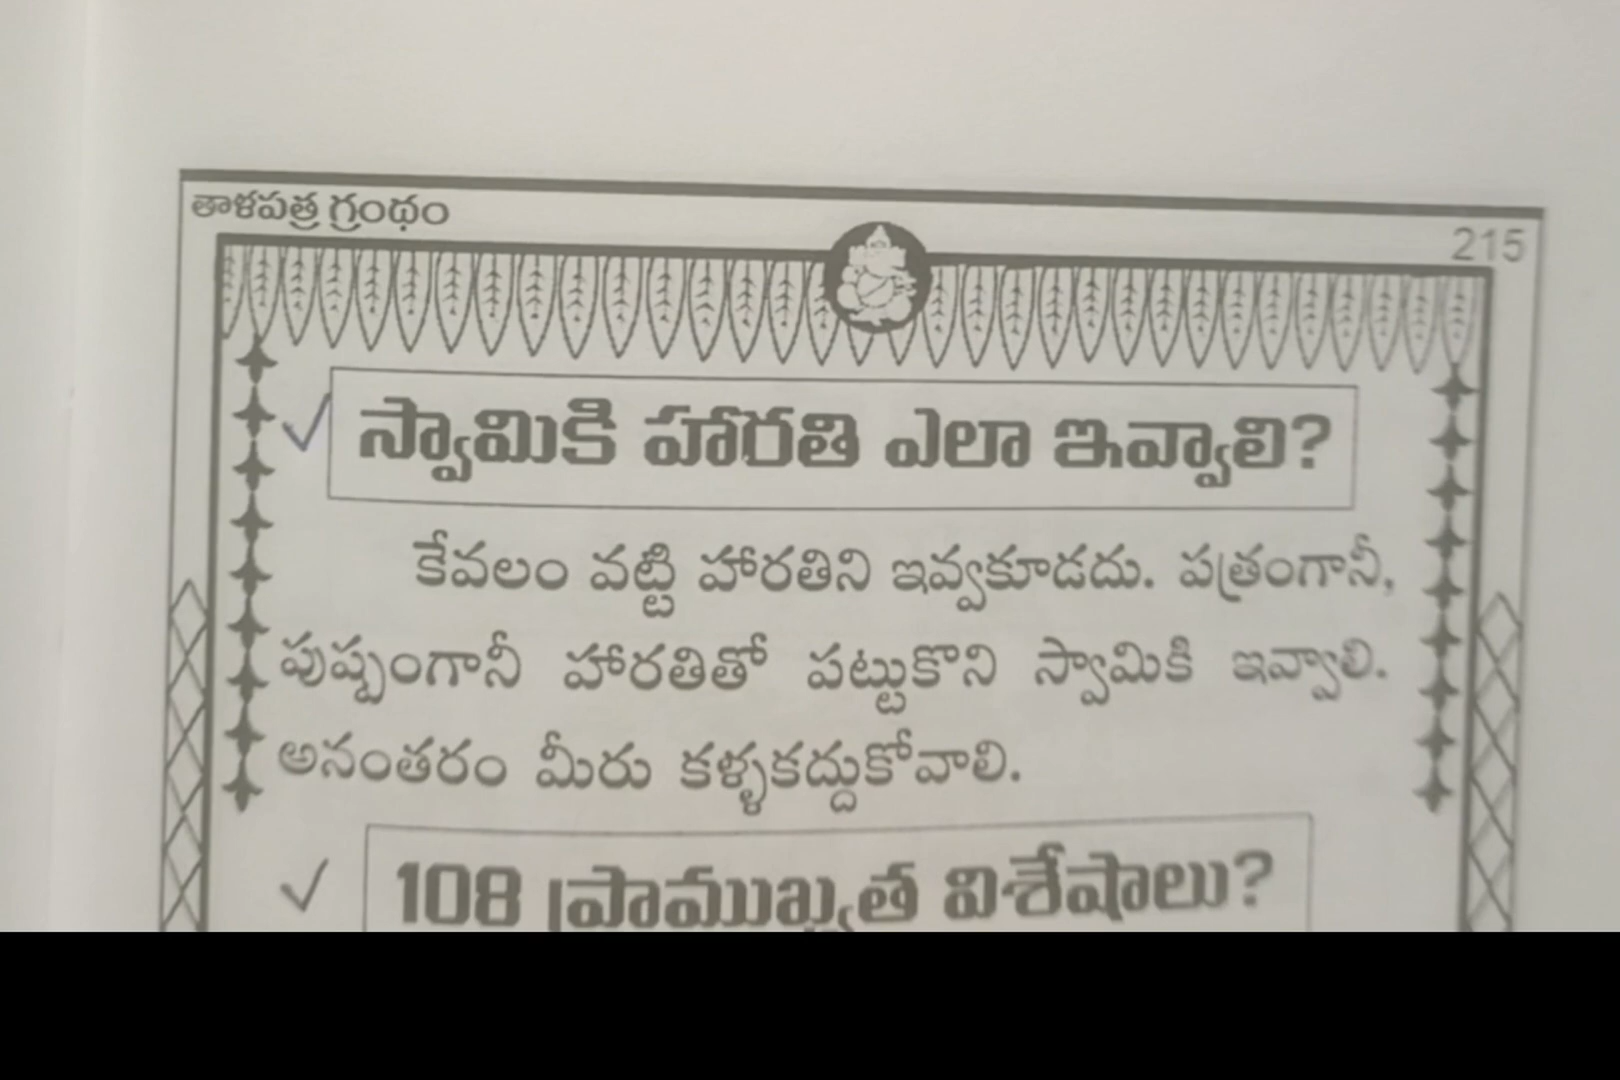 తాళపత్ర గ్రంథం
215
స్వామికి హారతి ఎలా ఇవ్వాలి?
కేవలం వట్టి హారతిని ఇవ్వకూడదు. పత్రంగానీ,
పుష్పంగానీ హారతితో పట్టుకొని స్వామికి ఇవ్వాలి.
అనంతరం మీరు కళ్ళకద్దుకోవాలి.
108 ప్రాముఖ్యత విశేషాలు?